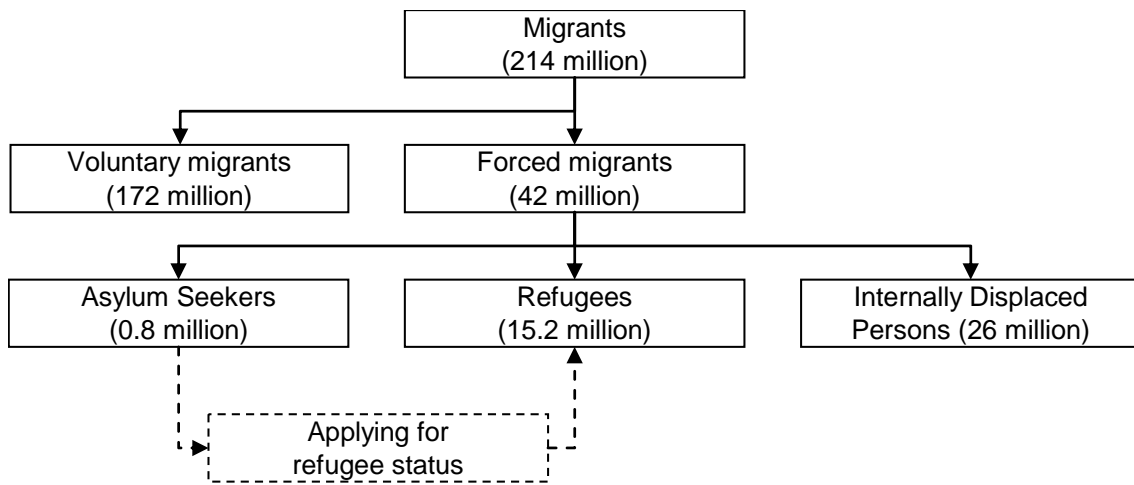 Migrants
(214 million)
Voluntary migrants
(172 million)
Forced migrants
(42 million)
Asylum Seekers
(0.8 million)
Refugees
(15.2 million)
Internally Displaced
Persons (26 million)
Applying for
refugee status